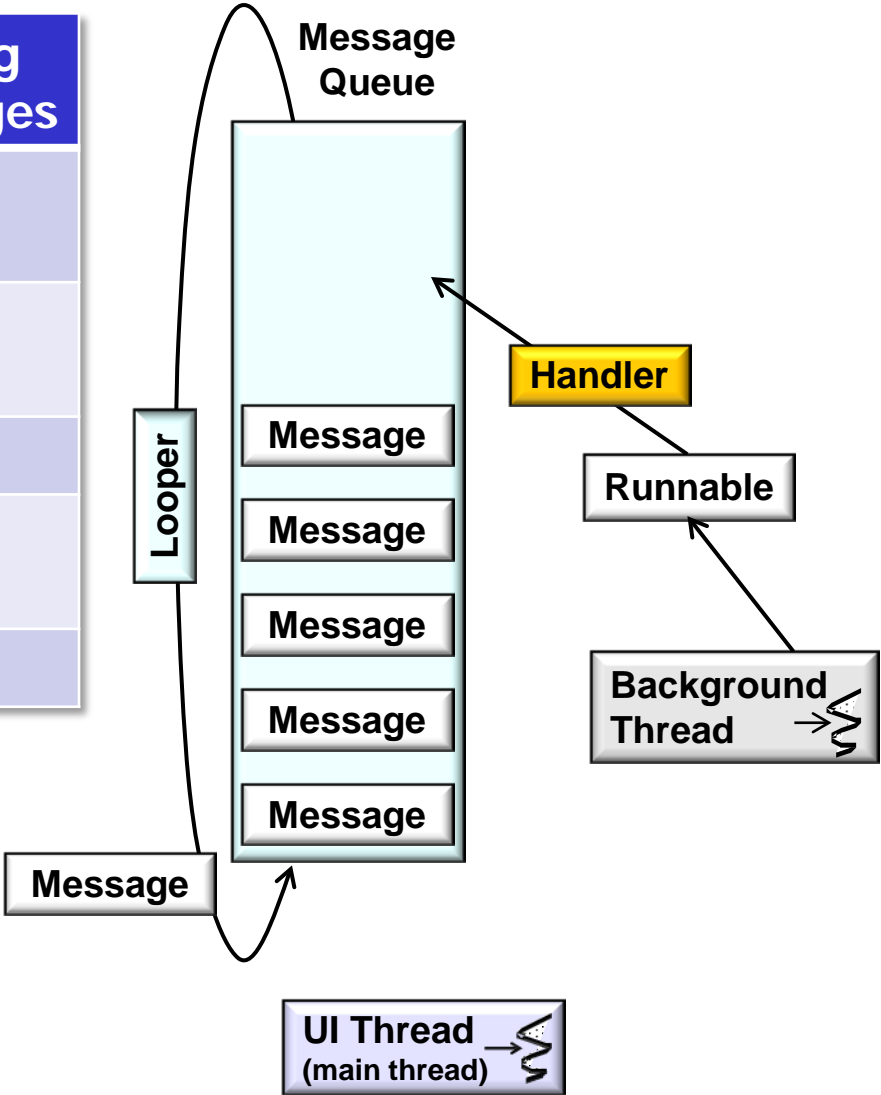 Message
Queue
Handler
Message
Looper
Runnable
Message
Message
Background
Thread
Message
Message
Message
UI Thread
(main thread)